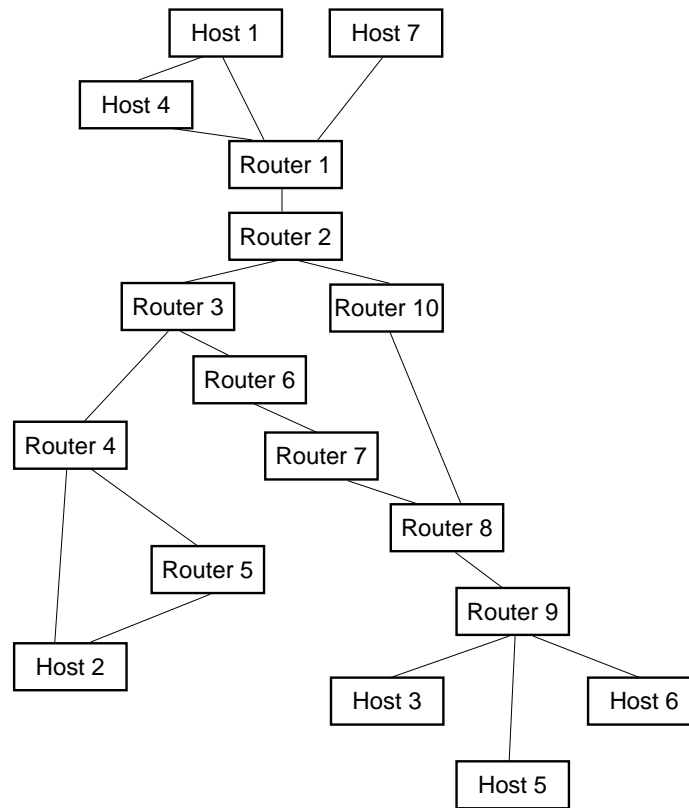 Host 1
Host 7
Host 4
Router 1
Router 2
Router 3
Router 10
Router 6
Router 4
Router 7
Router 8
Router 5
Router 9
Host 2
Host 3
Host 6
Host 5